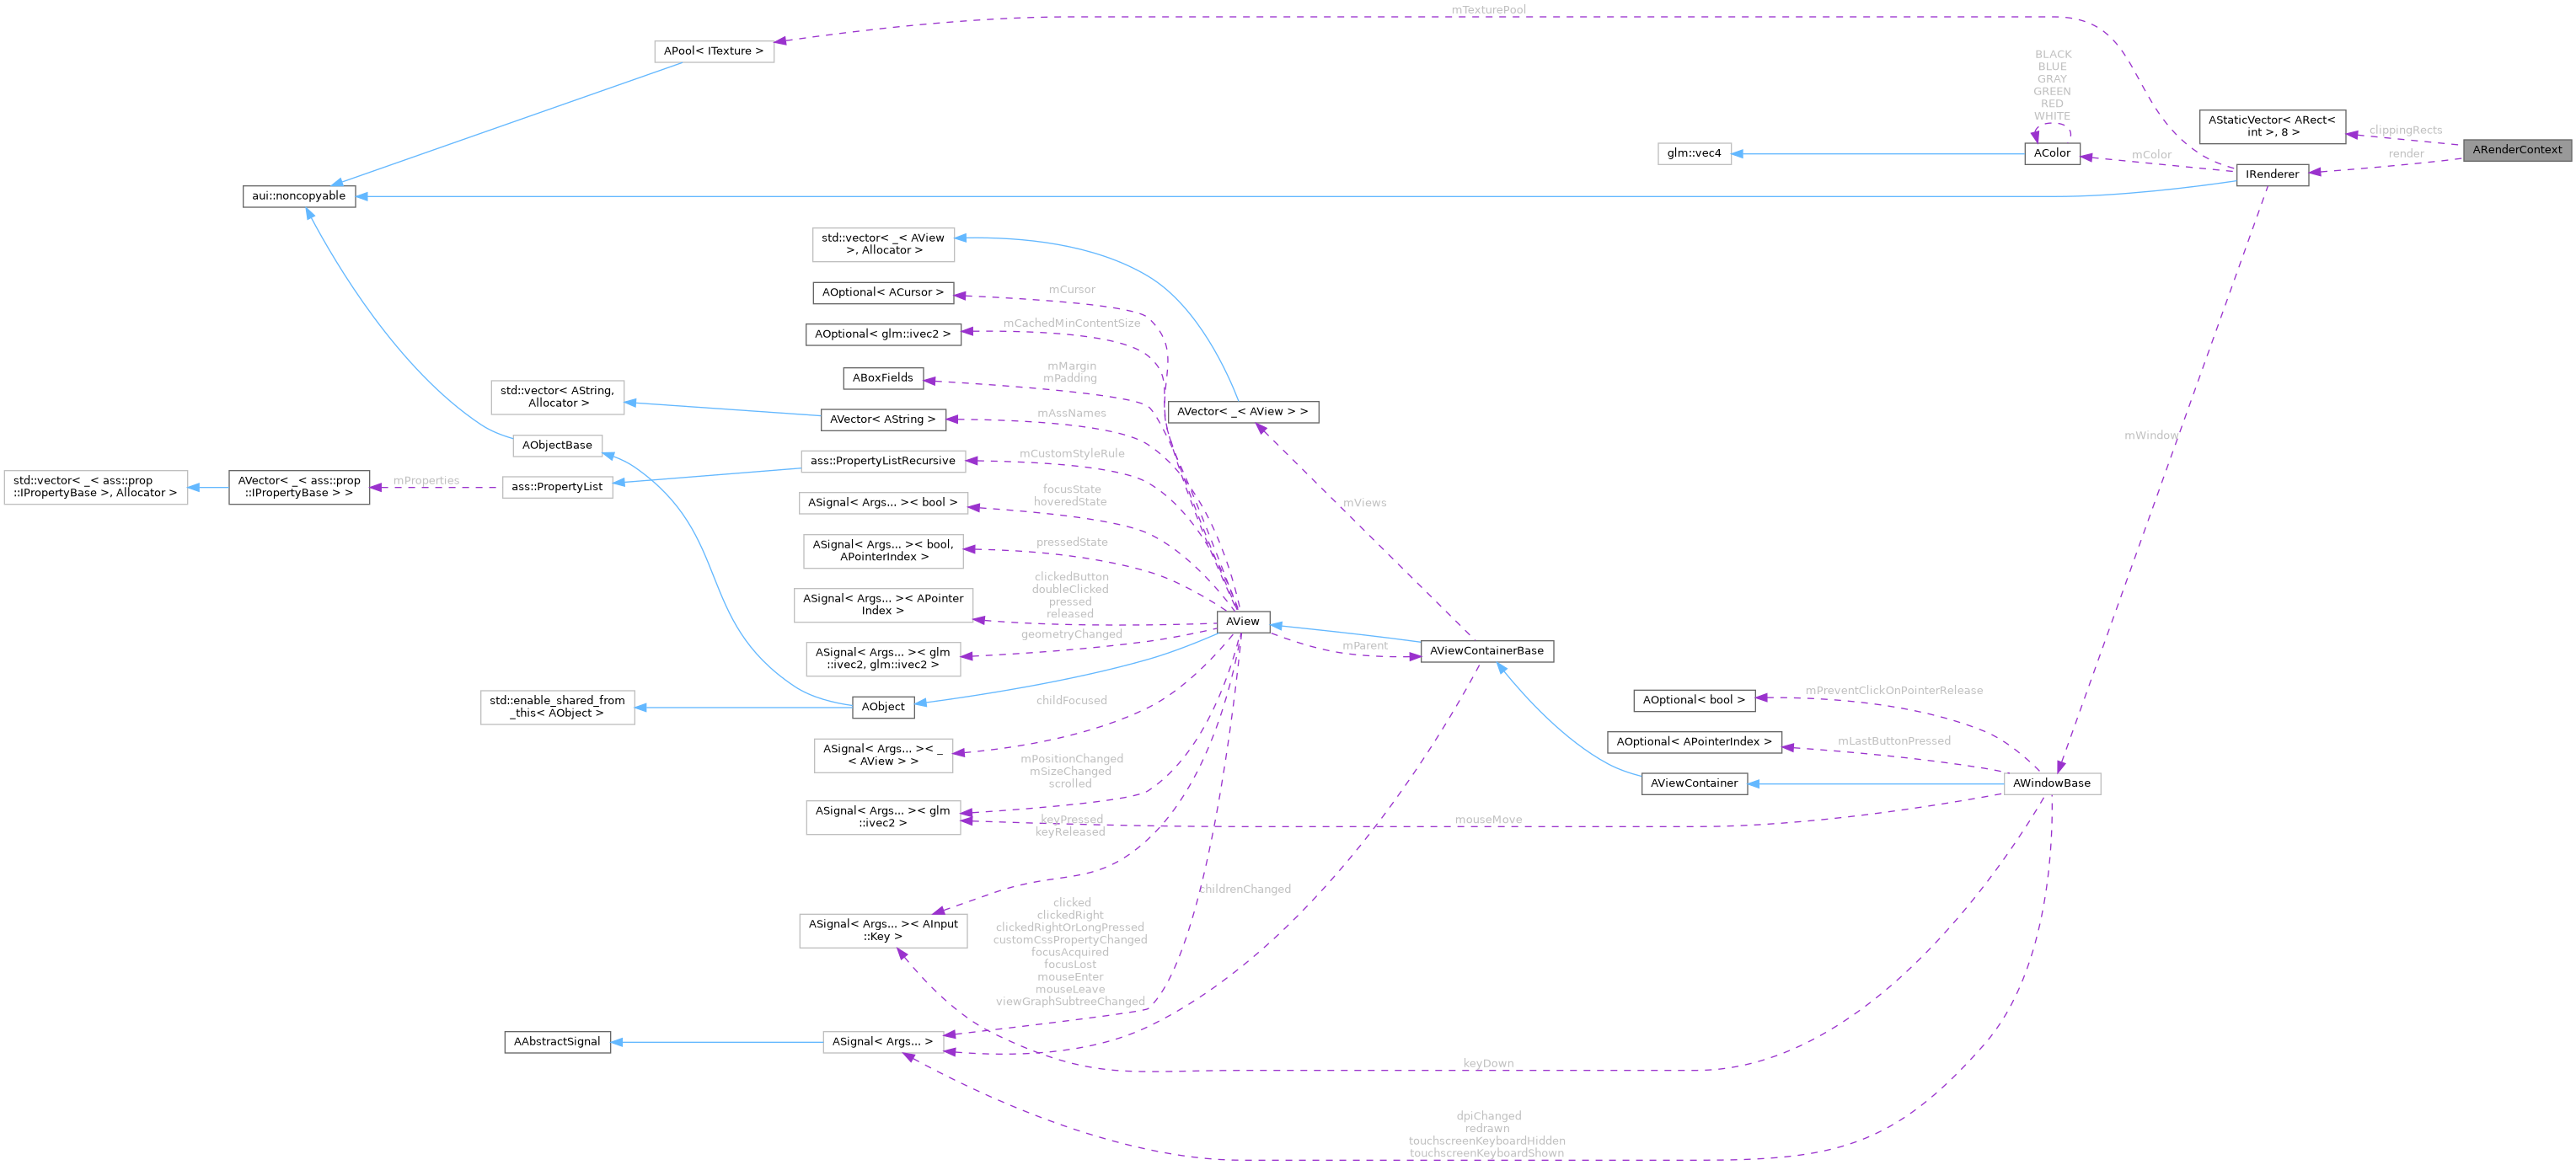 mTexturePool
APool< ITexture >
BLACK
BLUE
GRAY
GREEN
RED
WHITE
AStaticVector< ARect<
int >, 8 >
clippingRects
ARenderContext
glm::vec4
AColor
mColor
render
IRenderer
aui::noncopyable
std::vector< _< AView
>, Allocator >
AOptional< ACursor >
mCursor
AOptional< glm::ivec2 >
mCachedMinContentSize
ABoxFields
mMargin
mPadding
std::vector< AString,
Allocator >
AVector< AString >
mAssNames
AVector< _< AView > >
mWindow
AObjectBase
ass::PropertyListRecursive
mCustomStyleRule
std::vector< _< ass::prop
::IPropertyBase >, Allocator >
AVector< _< ass::prop
::IPropertyBase > >
mProperties
ass::PropertyList
ASignal< Args... >< bool >
focusState
hoveredState
mViews
ASignal< Args... >< bool,
APointerIndex >
pressedState
ASignal< Args... >< APointer
Index >
clickedButton
doubleClicked
pressed
released
AView
ASignal< Args... >< glm
::ivec2, glm::ivec2 >
geometryChanged
mParent
AViewContainerBase
std::enable_shared_from
_this< AObject >
AObject
childFocused
AOptional< bool >
mPreventClickOnPointerRelease
AOptional< APointerIndex >
mLastButtonPressed
ASignal< Args... >< _
< AView > >
mPositionChanged
mSizeChanged
scrolled
AViewContainer
AWindowBase
ASignal< Args... >< glm
::ivec2 >
keyPressed
keyReleased
mouseMove
childrenChanged
ASignal< Args... >< AInput
::Key >
clicked
clickedRight
clickedRightOrLongPressed
customCssPropertyChanged
focusAcquired
focusLost
mouseEnter
mouseLeave
viewGraphSubtreeChanged
AAbstractSignal
ASignal< Args... >
keyDown
dpiChanged
redrawn
touchscreenKeyboardHidden
touchscreenKeyboardShown